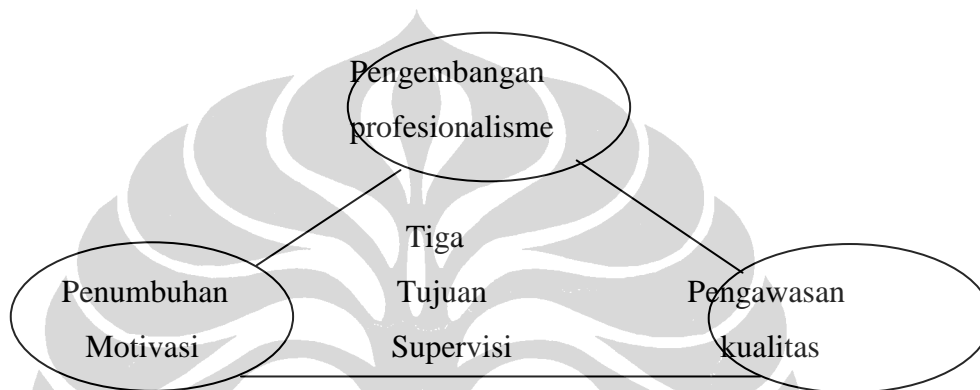 Pengembangan
profesionalisme
Tiga
Penumbuhan Tujuan Pengawasan
Motivasi Supervisi kualitas